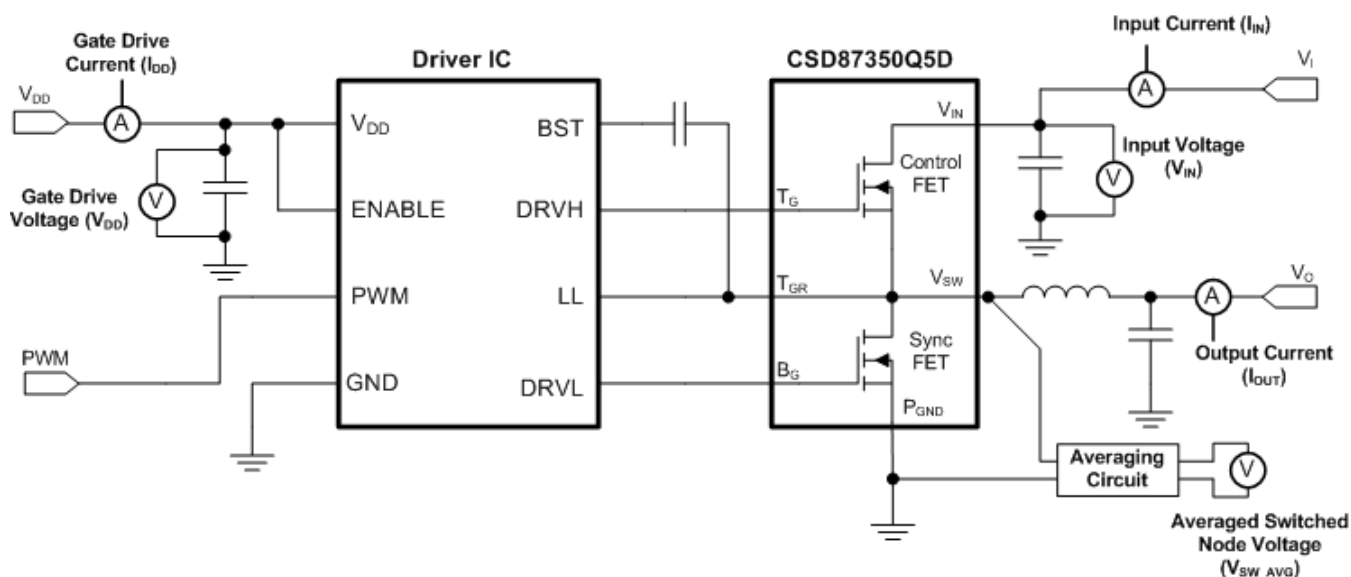 Gate Drive
Current (IDD)
VDD
A
V
Gate Drive
Voltage (VDD)
PWM
Driver IC
VDD
ENABLE
PWM
GND
BST
DRVH
LL
DRVL
CSD87350Q5D
VIN
Control
FET
TG
TGR
VSW
Sync
FET
BG
PGND
Input Current (IIN)
A
VI
Input Voltage
(VIN)
V
VO
A
Output Current
(IOUT)
Averaging
Circuit
V
Averaged Switched
Node Voltage
(VSW_AVG)